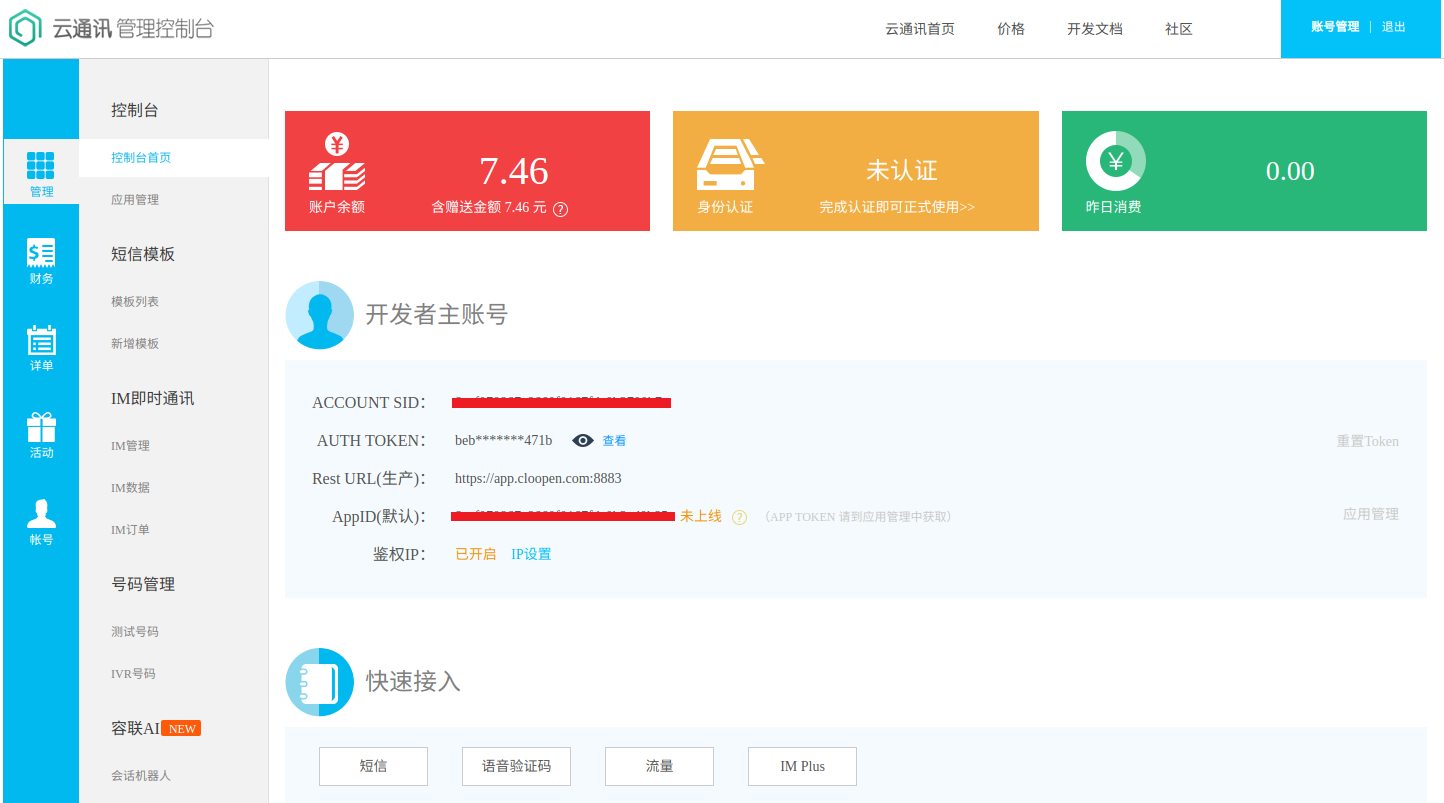 云通讯 管理控制台
云通讯首页 价格 开发文档 社区
账号管理 | 退出
管理
财务
详单
活动
帐号
控制台
控制台首页
应用管理
短信模板
模板列表
新增模板
IM即时通讯
IM管理
IM数据
IM订单
号码管理
测试号码
IVR号码
容联AI NEW
会话机器人
¥
账户余额
7.46
含赠送金额 7.46 元 ?
身份认证
未认证
完成认证即可正式使用>>
¥
昨日消费
0.00
开发者主账号
ACCOUNT SID：
AUTH TOKEN： beb*******471b 查看 重置Token
Rest URL(生产)： https://app.cloopen.com:8883
AppID(默认)： 未上线 ? （APP TOKEN 请到应用管理中获取） 应用管理
鉴权IP： 已开启 IP设置
快速接入
短信 语音验证码 流量 IM Plus